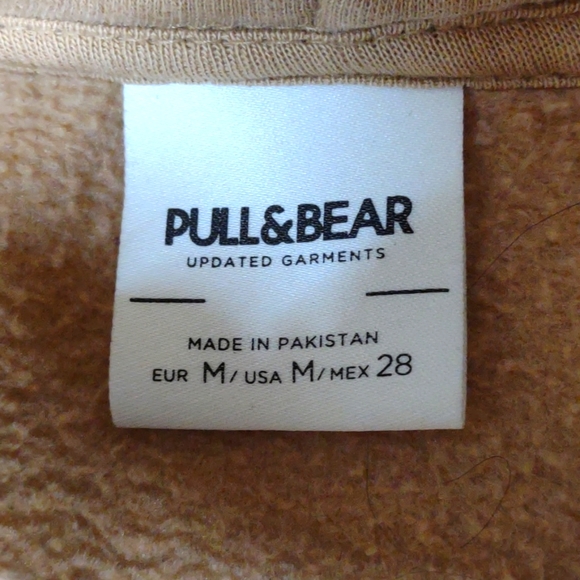 PULL&BEAR
UPDATED GARMENTS
MADE IN PAKISTAN
EUR M/ USA M/ MEX 28